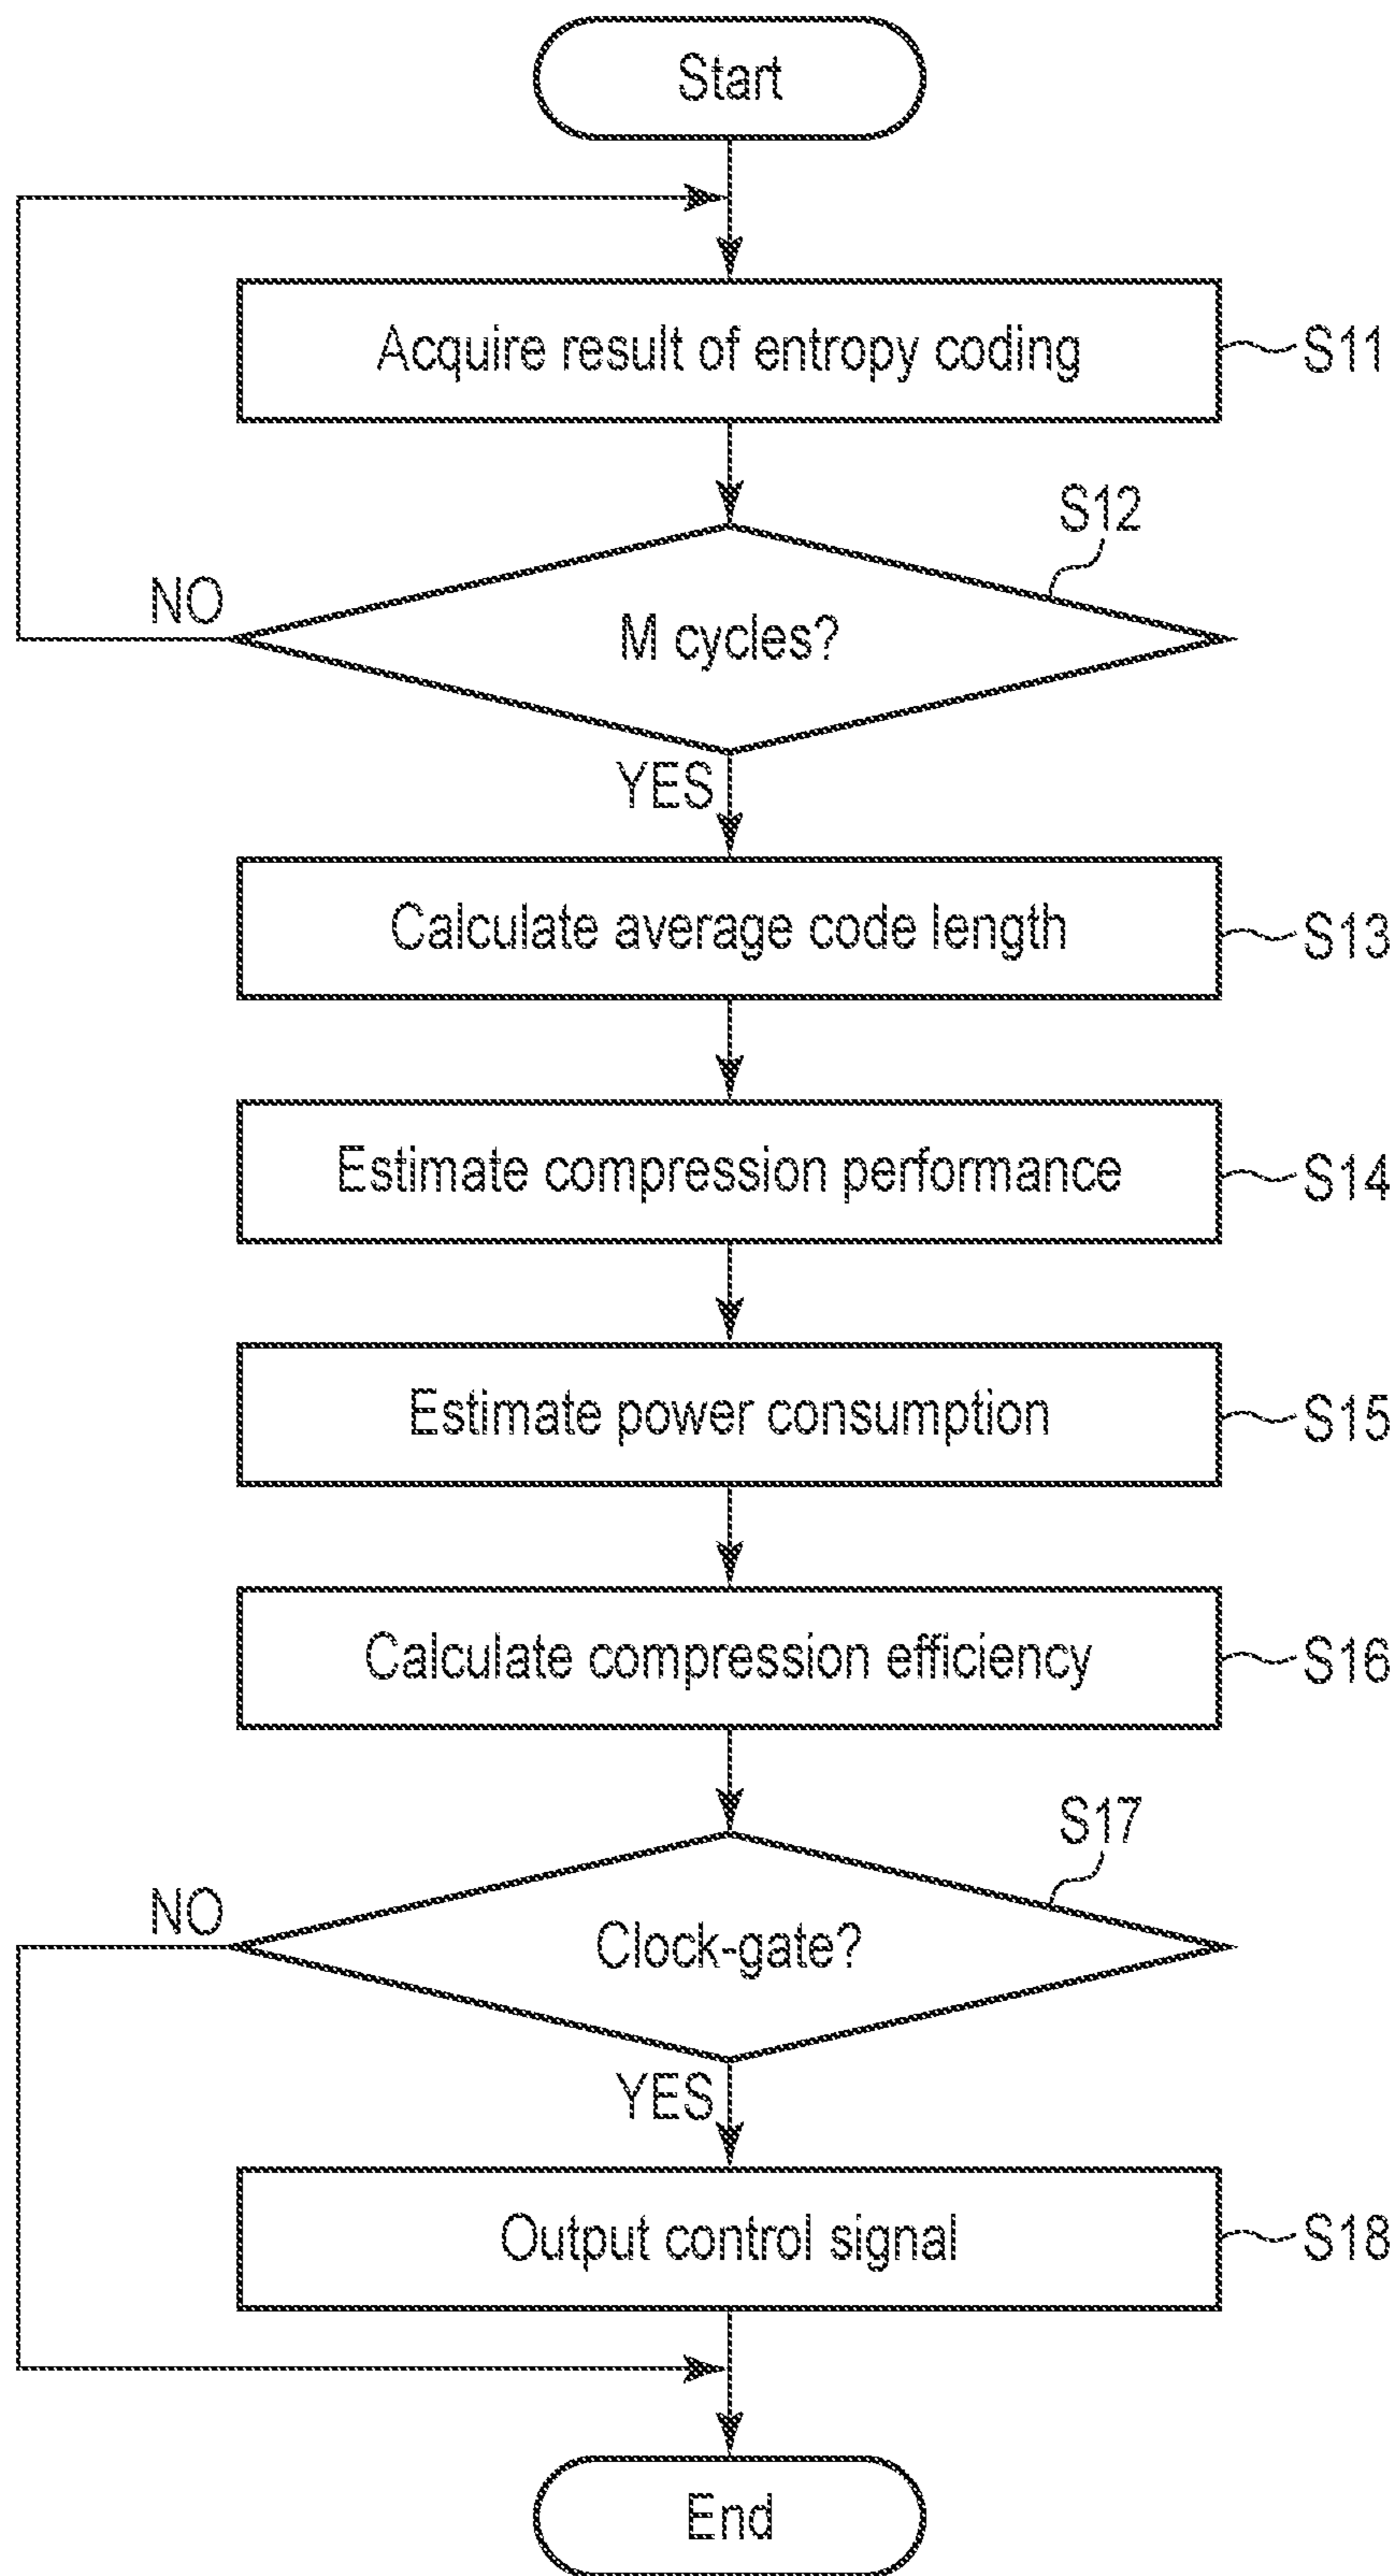 Start
Acquire result of entropy coding
S11
S12
NO
M cycles?
YES
Calculate average code length
S13
Estimate compression performance
S14
Estimate power consumption
S15
Calculate compression efficiency
S16
S17
NO
Clock-gate?
YES
Output control signal
S18
End